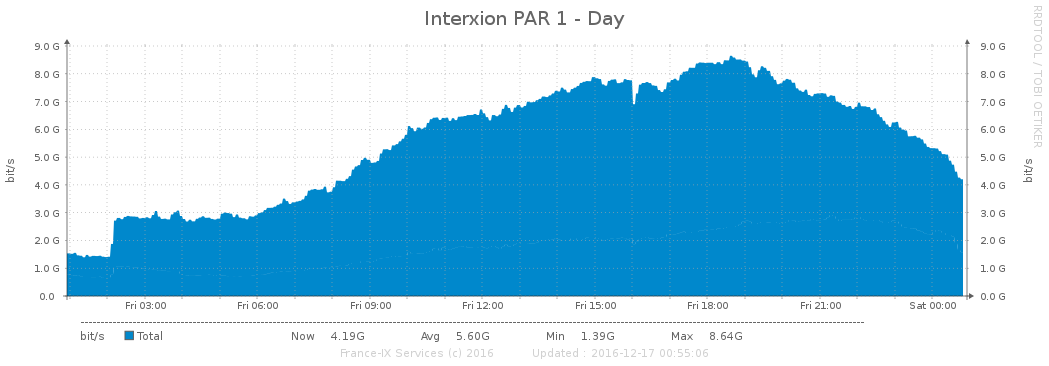 Interxion PAR 1 - Day
RRDTOOL / TOBI OETIKER
9.0 G 9.0 G
8.0 G 8.0 G
7.0 G 7.0 G
6.0 G 6.0 G
5.0 G 5.0 G
4.0 G 4.0 G
3.0 G 3.0 G
2.0 G 2.0 G
1.0 G 1.0 G
0.0 0.0 G
bit/s bit/s
Fri 03:00 Fri 06:00 Fri 09:00 Fri 12:00 Fri 15:00 Fri 18:00 Fri 21:00 Sat 00:00
bit/s Total Now 4.19G Avg 5.60G Min 1.39G Max 8.64G
France-IX Services (c) 2016 Updated : 2016-12-17 00:55:06